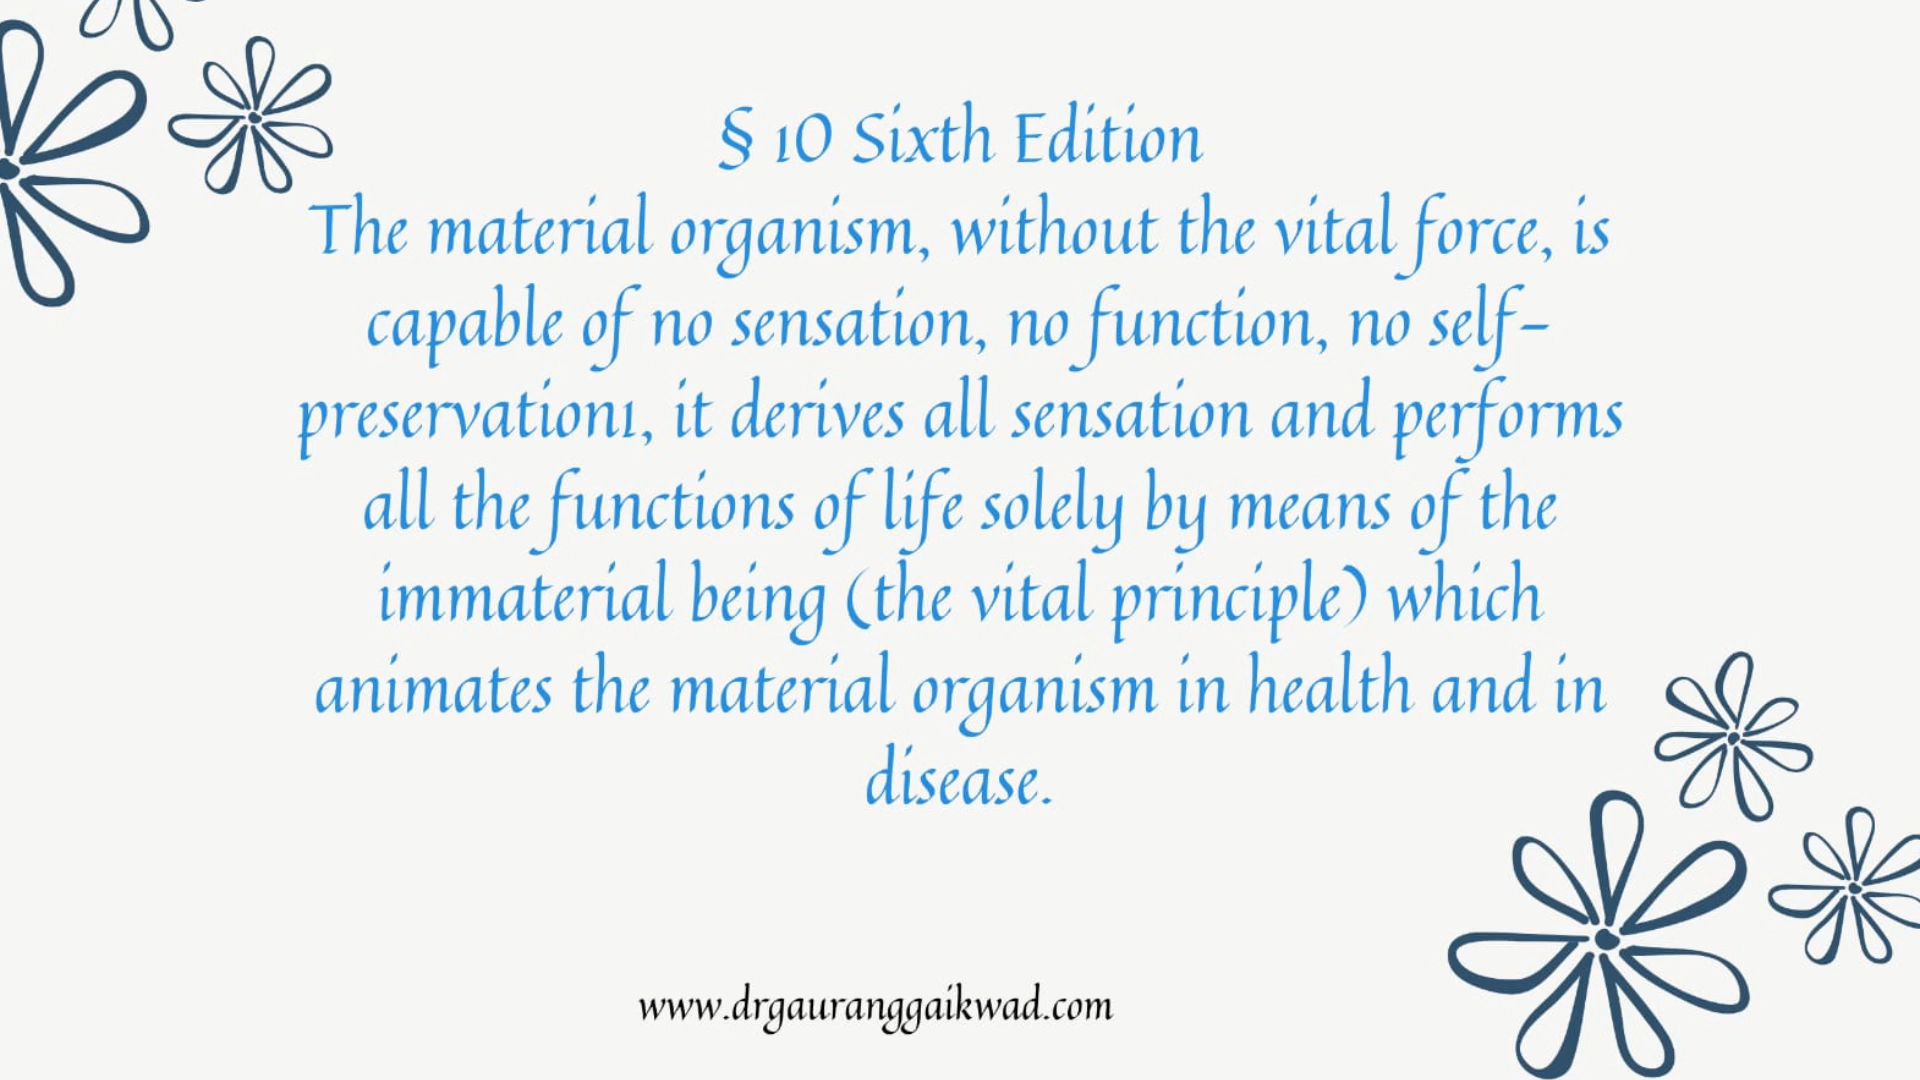 § 10 Sixth Edition
The material organism, without the vital force, is
capable of no sensation, no function, no self-
preservation1, it derives all sensation and performs
all the functions of life solely by means of the
immaterial being (the vital principle) which
animates the material organism in health and in
disease.
www.drgauranggaikwad.com